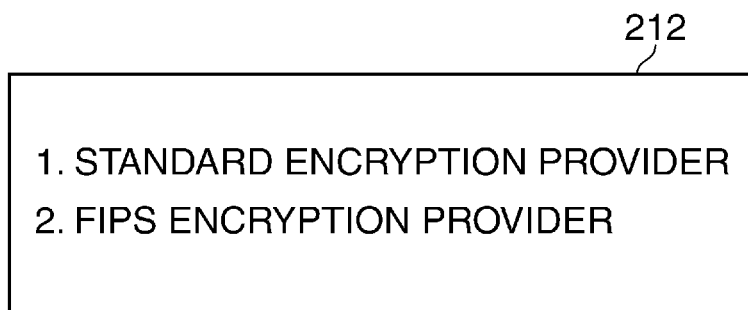 212
1. STANDARD ENCRYPTION PROVIDER
2. FIPS ENCRYPTION PROVIDER